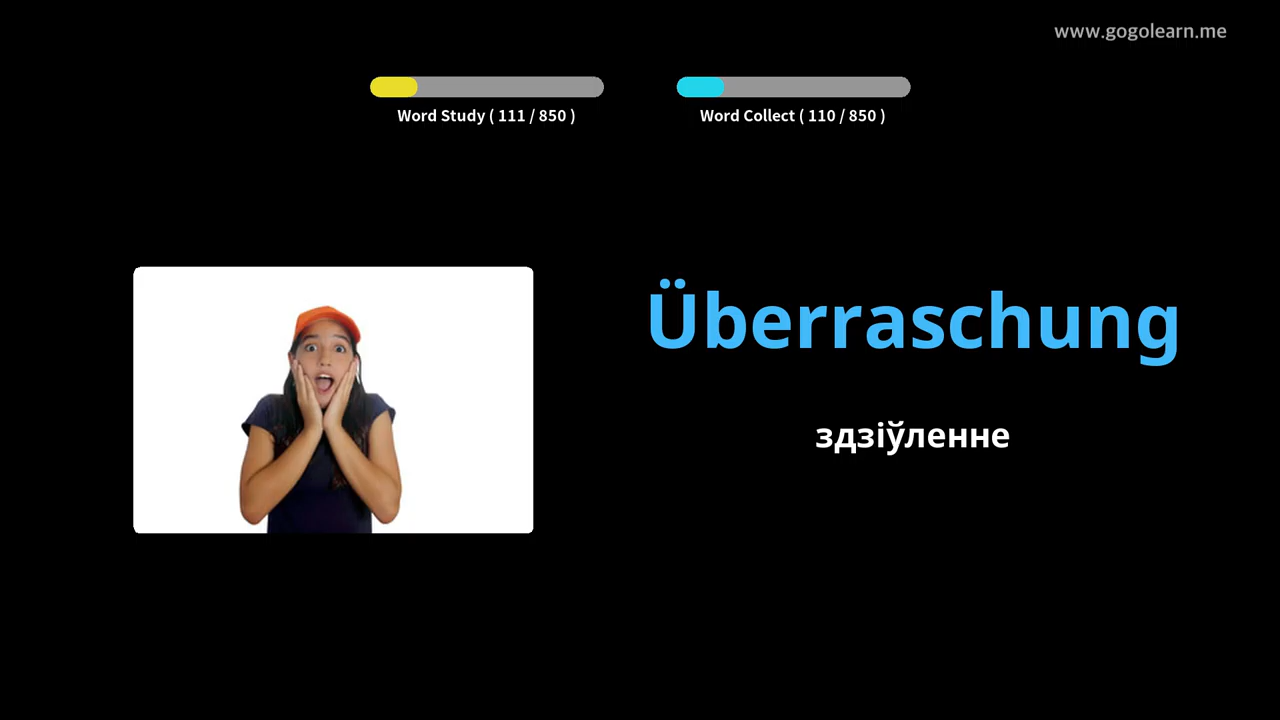 www.gogolearn.me
Word Study ( 111 / 850 )
Word Collect ( 110 / 850 )
Überraschung
здзіўленне